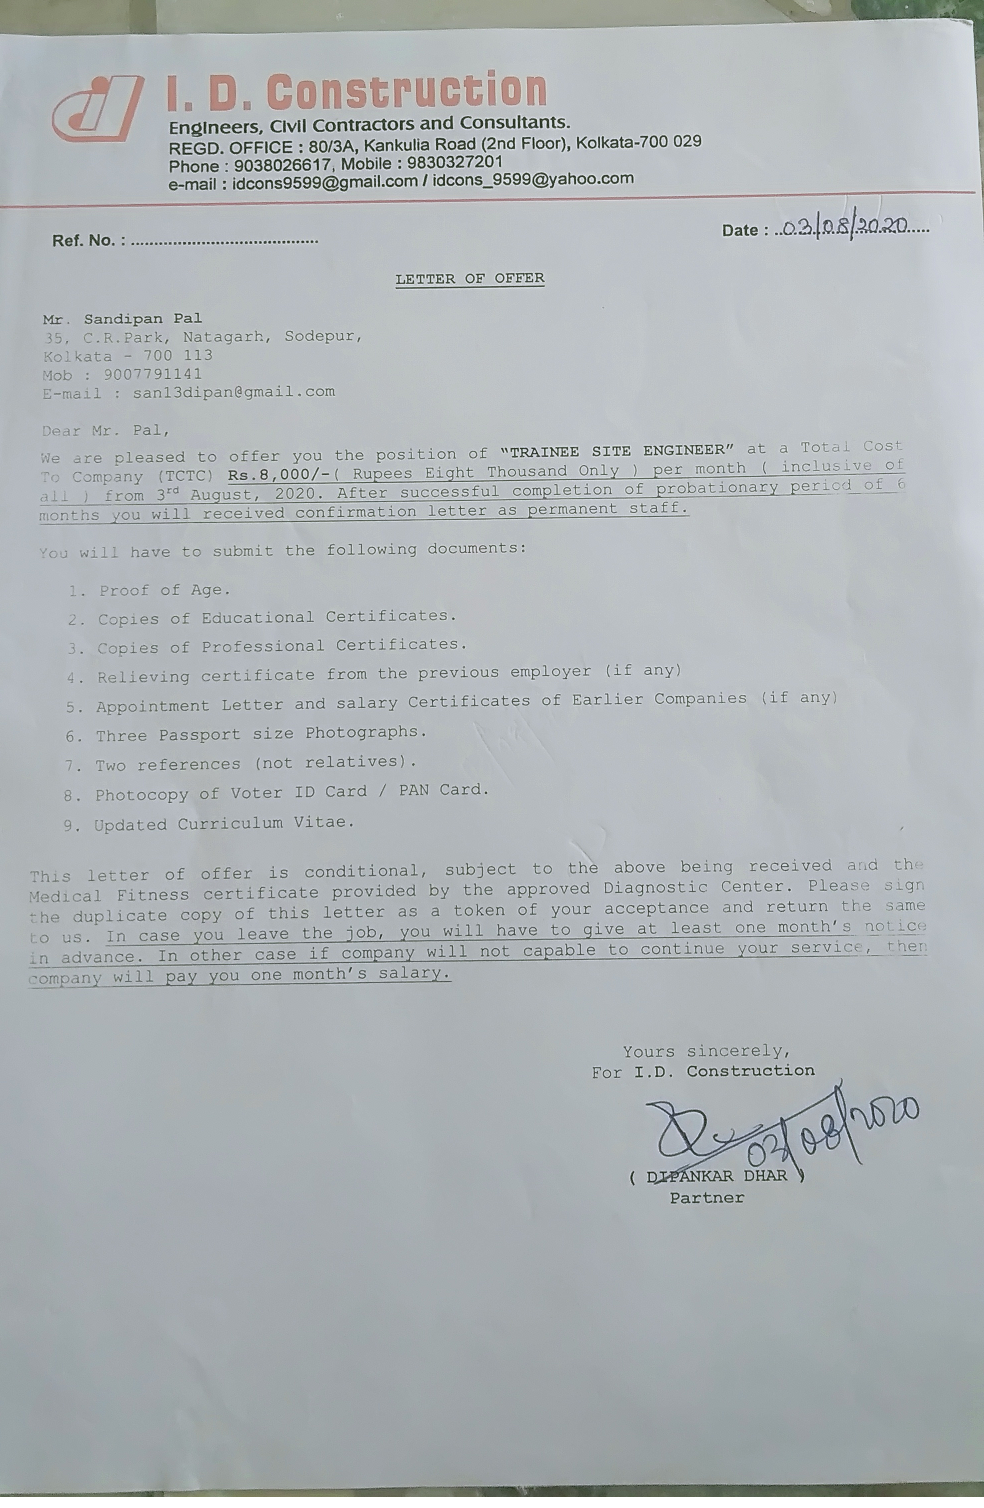 I. D. Construction
Engineers, Civil Contractors and Consultants.
REGD. OFFICE : 80/3A, Kankulia Road (2nd Floor), Kolkata-700 029
Phone : 9038026617, Mobile : 9830327201
e-mail : idcons9599@gmail.com / idcons_9599@yahoo.com
Ref. No. : ........................................
Date : ..03/08/2020.....
LETTER OF OFFER
Mr. Sandipan Pal
35, C.R.Park, Natagarh, Sodepur,
Kolkata - 700 113
Mob : 9007791141
E-mail : san13dipan@gmail.com
Dear Mr. Pal,
We are pleased to offer you the position of "TRAINEE SITE ENGINEER" at a Total Cost
To Company (TCTC) Rs.8,000/-( Rupees Eight Thousand Only ) per month ( inclusive of
all ) from 3rd August, 2020. After successful completion of probationary period of 6
months you will received confirmation letter as permanent staff.
You will have to submit the following documents:
1. Proof of Age.
2. Copies of Educational Certificates.
3. Copies of Professional Certificates.
4. Relieving certificate from the previous employer (if any)
5. Appointment Letter and salary Certificates of Earlier Companies (if any)
6. Three Passport size Photographs.
7. Two references (not relatives).
8. Photocopy of Voter ID Card / PAN Card.
9. Updated Curriculum Vitae.
This letter of offer is conditional, subject to the above being received and the
Medical Fitness certificate provided by the approved Diagnostic Center. Please sign
the duplicate copy of this letter as a token of your acceptance and return the same
to us. In case you leave the job, you will have to give at least one month's notice
in advance. In other case if company will not capable to continue your service, then
company will pay you one month's salary.
Yours sincerely,
For I.D. Construction
03/08/2020
( DIPANKAR DHAR )
Partner